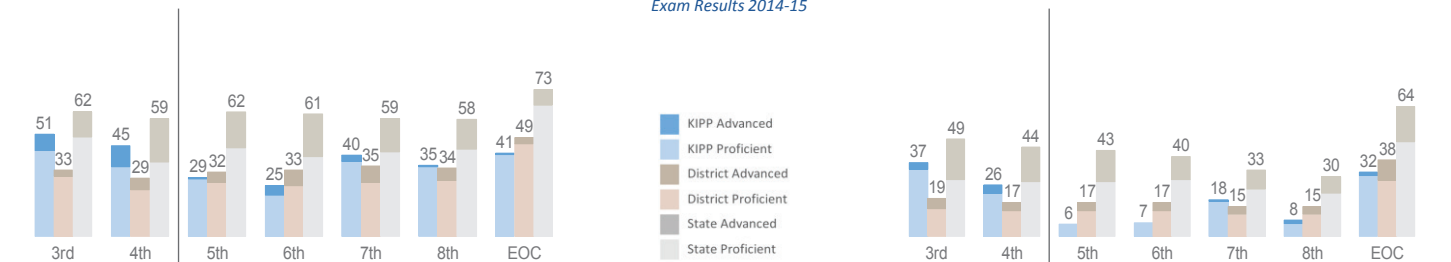 Exam Results 2014-15
51 33 62
45 29 59
29 32 62
25 33 61
40 35 59
35 34 58
41 49 73
3rd 4th 5th 6th 7th 8th EOC
KIPP Advanced
KIPP Proficient
District Advanced
District Proficient
State Advanced
State Proficient
37 19 49
26 17 44
6 17 43
7 17 40
18 15 33
8 15 30
32 38 64
3rd 4th 5th 6th 7th 8th EOC